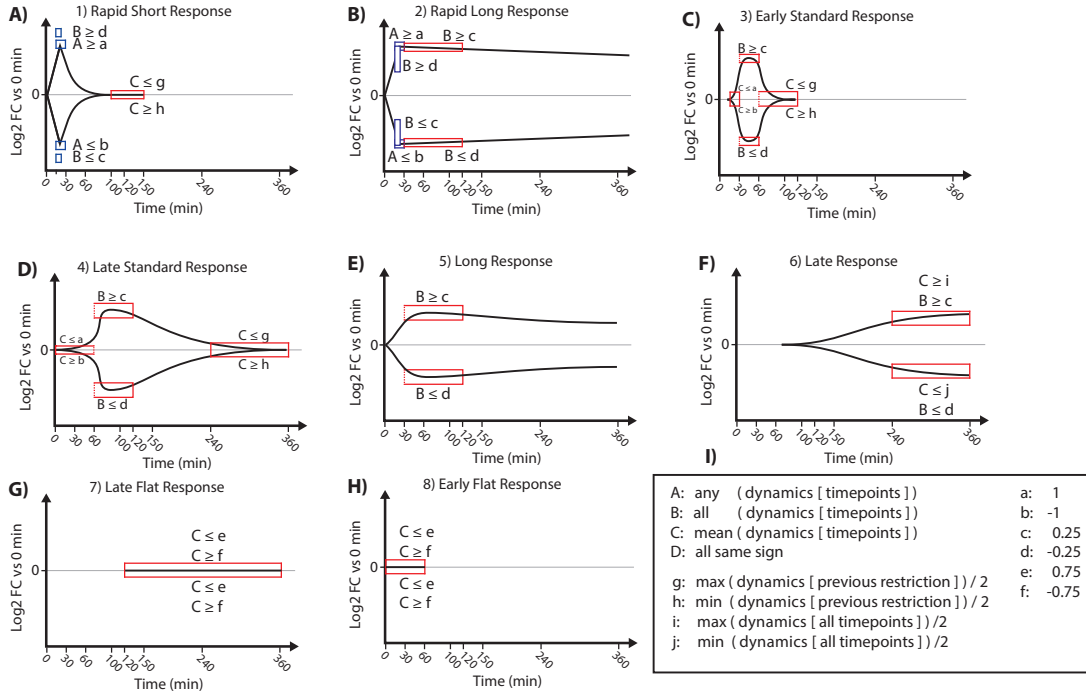 A)
1) Rapid Short Response
B ≥ d
A ≥ a
C ≤ g
0
C ≥ h
A ≤ b
B ≤ c
Log2 FC vs 0 min
0 30 60 100 120 150 240 360
Time (min)
B)
2) Rapid Long Response
A ≥ a
B ≥ c
B ≥ d
0
B ≤ c
A ≤ b
B ≤ d
Log2 FC vs 0 min
0 30 60 100 120 150 240 360
Time (min)
C)
3) Early Standard Response
B ≥ c
C ≤ a
C ≤ g
0
C ≥ b
C ≥ h
B ≤ d
Log2 FC vs 0 min
0 30 60 100 120 150 240 360
Time (min)
D)
4) Late Standard Response
B ≥ c
C ≤ a
C ≤ g
0
C ≥ b
C ≥ h
B ≤ d
Log2 FC vs 0 min
0 30 60 100 120 150 240 360
Time (min)
E)
5) Long Response
B ≥ c
0
B ≤ d
Log2 FC vs 0 min
0 30 60 100 120 150 240 360
Time (min)
F)
6) Late Response
C ≥ i
B ≥ c
0
C ≤ j
B ≤ d
Log2 FC vs 0 min
0 30 60 100 120 150 240 360
Time (min)
G)
7) Late Flat Response
C ≤ e
C ≥ f
0
C ≤ e
C ≥ f
Log2 FC vs 0 min
0 30 60 100 120 150 240 360
Time (min)
H)
8) Early Flat Response
C ≤ e
C ≥ f
0
C ≤ e
C ≥ f
Log2 FC vs 0 min
0 30 60 100 120 150 240 360
Time (min)
I)
A: any ( dynamics [ timepoints ] )
B: all ( dynamics [ timepoints ] )
C: mean ( dynamics [ timepoints ] )
D: all same sign
g: max ( dynamics [ previous restriction ] ) / 2
h: min ( dynamics [ previous restriction ] ) / 2
i: max ( dynamics [ all timepoints ] ) /2
j: min ( dynamics [ all timepoints ] ) /2
a: 1
b: -1
c: 0.25
d: -0.25
e: 0.75
f: -0.75